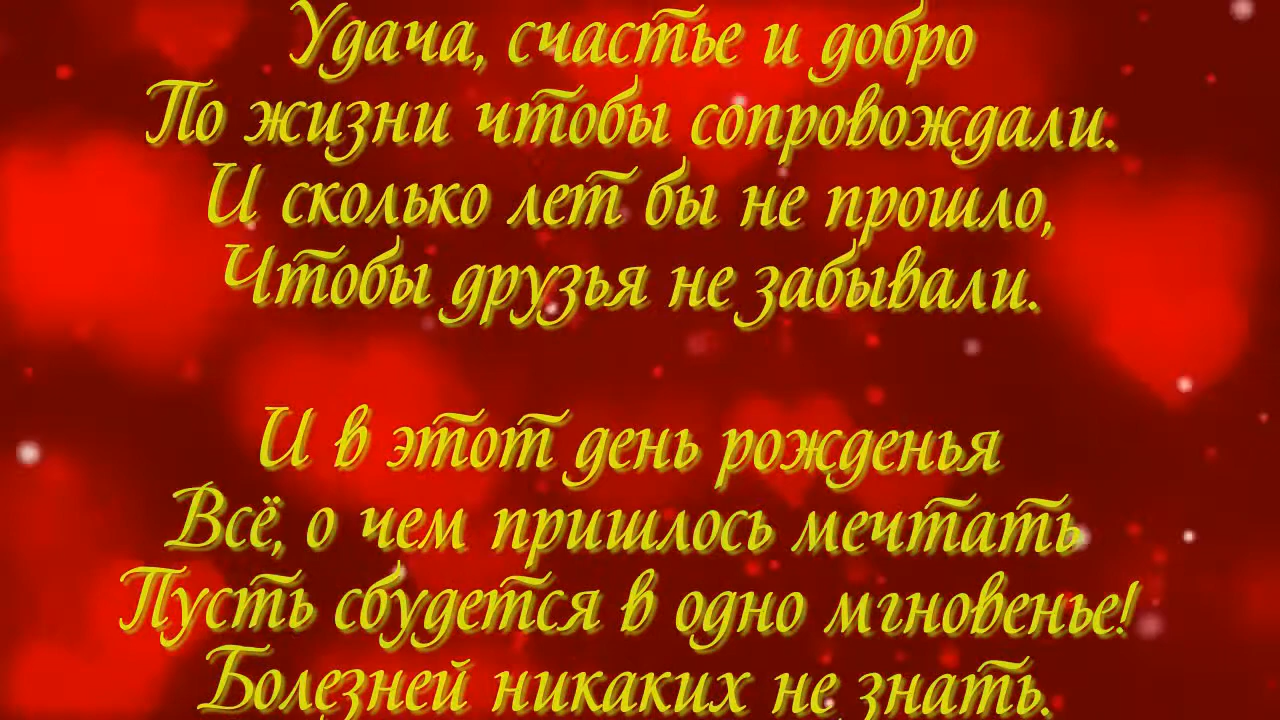 Удача, счастье и добро
По жизни чтобы сопровождали.
И сколько лет бы не прошло,
Чтобы друзья не забывали.
И в этот день рожденья
Всё, о чем пришлось мечтать
Пусть сбудется в одно мгновенье!
Болезней никаких не знать.